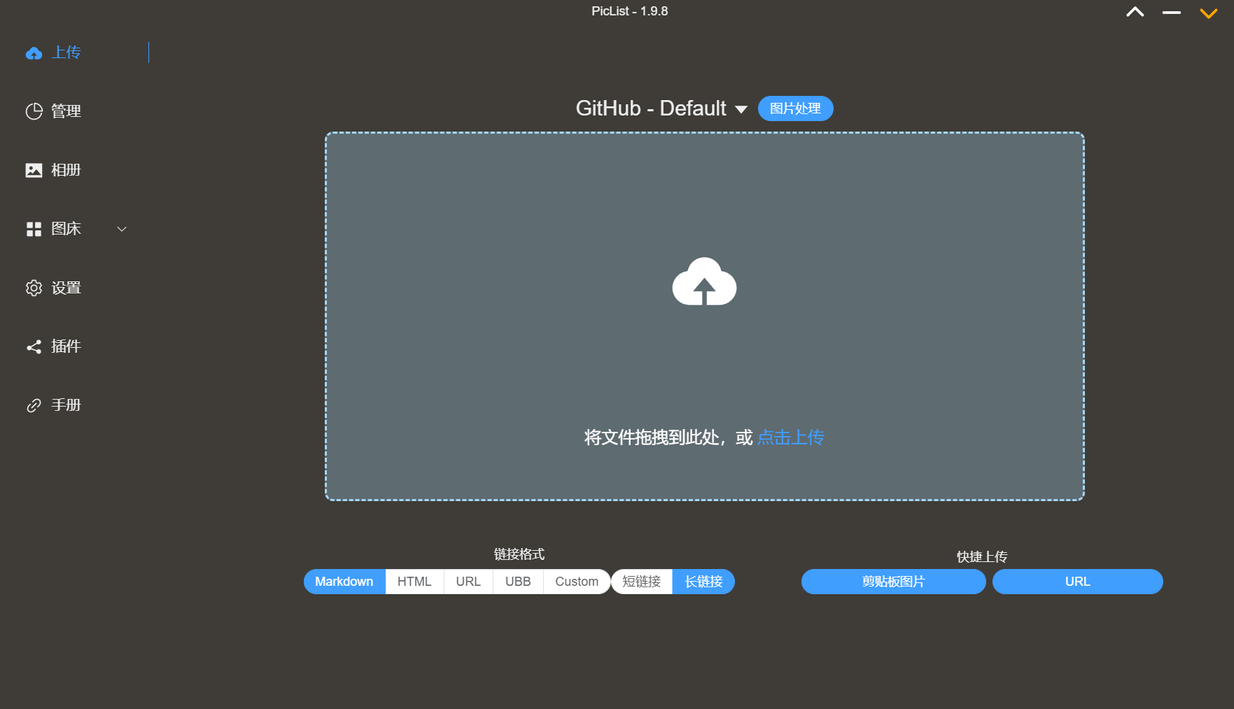 PicList - 1.9.8
上传
管理
相册
图床
设置
插件
手册
GitHub - Default 图片处理
将文件拖拽到此处，或 点击上传
链接格式
Markdown HTML URL UBB Custom 短链接 长链接
快捷上传
剪贴板图片 URL